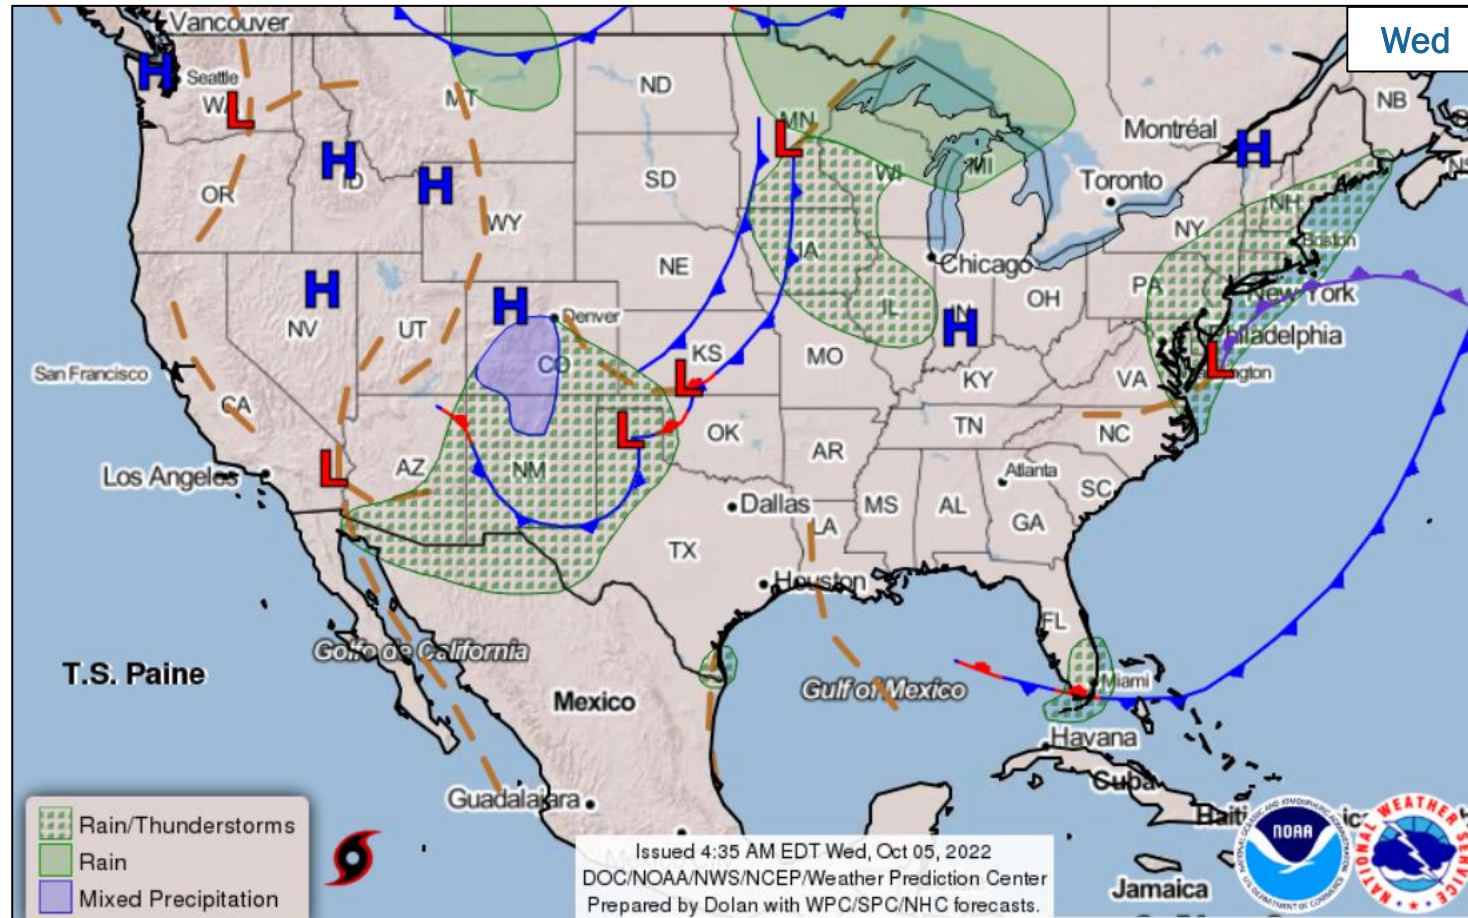 Wed
Vancouver
H
Seattle
WA
L
MT
ND
MN
L
NB
Montréal
H
H
ID
H
OR
SD
WI
MI
Toronto
NH
WY
NY
Boston
IA
Chicago
NE
PA
New York
H
NV
UT
H
Denver
IL
IN
H
OH
Philadelphia
San Francisco
CO
KS
L
MO
KY
VA
L
CA
L
OK
TN
NC
Los Angeles
L
AZ
NM
AR
Atlanta
SC
Dallas
LA
MS
AL
GA
TX
Houston
FL
Golfo de California
T.S. Paine
Mexico
Gulf of Mexico
Miami
Havana
Cuba
Guadalajara
Haiti
Jamaica
Rain/Thunderstorms
Rain
Mixed Precipitation
Issued 4:35 AM EDT Wed, Oct 05, 2022
DOC/NOAA/NWS/NCEP/Weather Prediction Center
Prepared by Dolan with WPC/SPC/NHC forecasts.
NOAA
NATIONAL WEATHER SERVICE